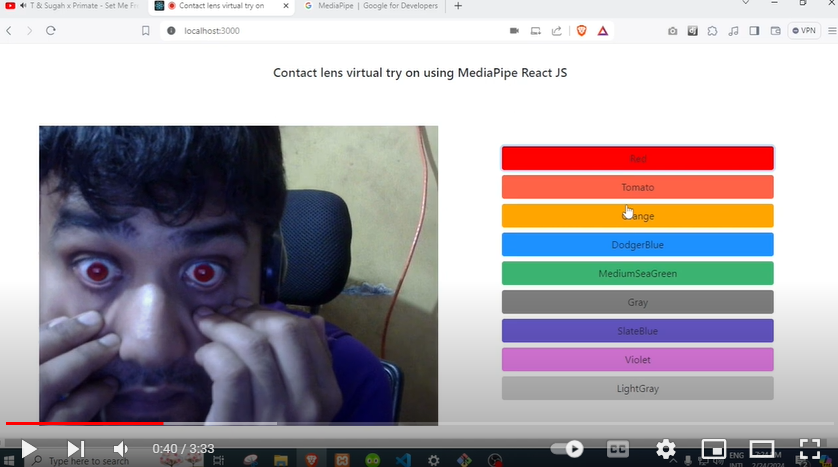 T & Sugah x Primate - Set Me Fr
Contact lens virtual try on
MediaPipe | Google for Developers
localhost:3000
VPN
Contact lens virtual try on using MediaPipe React JS
Red
Tomato
ange
DodgerBlue
MediumSeaGreen
Gray
SlateBlue
Violet
LightGray
0:40 / 3:33
CC
Type here to search
ENG
INTL
2/24/2024